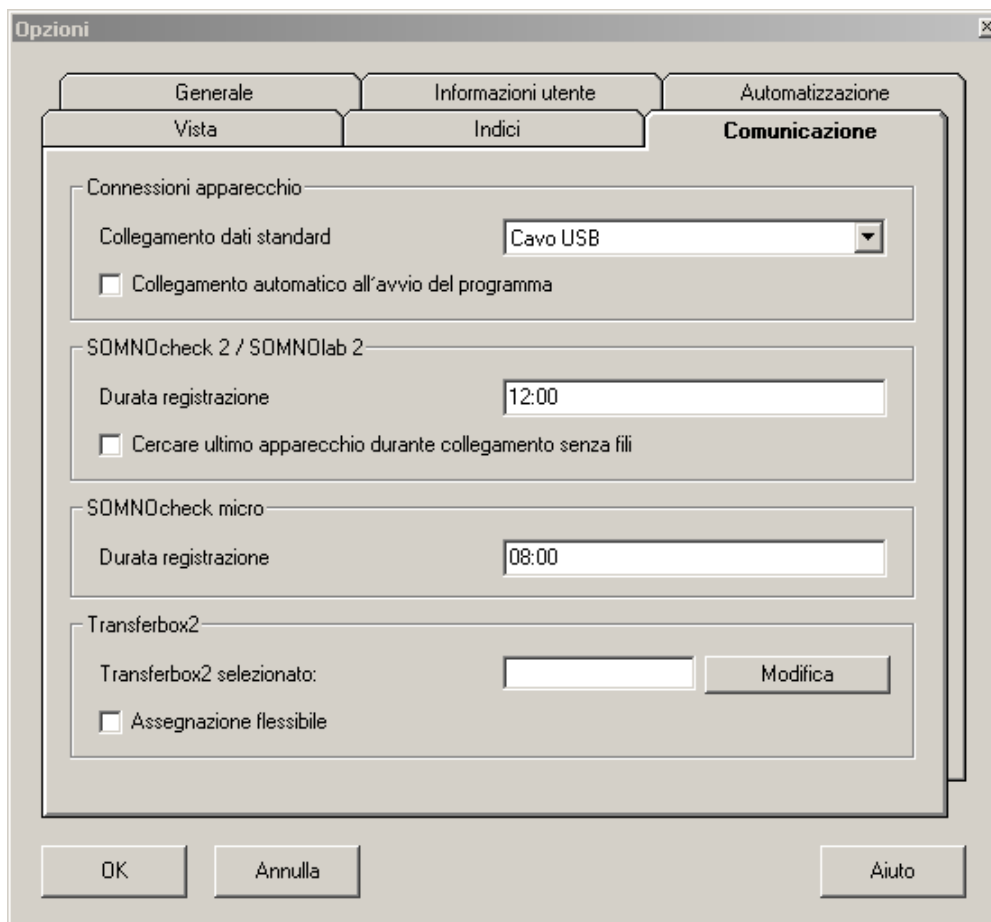 Opzioni
Generale
Informazioni utente
Automatizzazione
Vista
Indici
Comunicazione
Connessioni apparecchio
Collegamento dati standard
Cavo USB
Collegamento automatico all´avvio del programma
SOMNOcheck 2 / SOMNOlab 2
Durata registrazione
12:00
Cercare ultimo apparecchio durante collegamento senza fili
SOMNOcheck micro
Durata registrazione
08:00
Transferbox2
Transferbox2 selezionato:
Modifica
Assegnazione flessibile
OK
Annulla
Aiuto